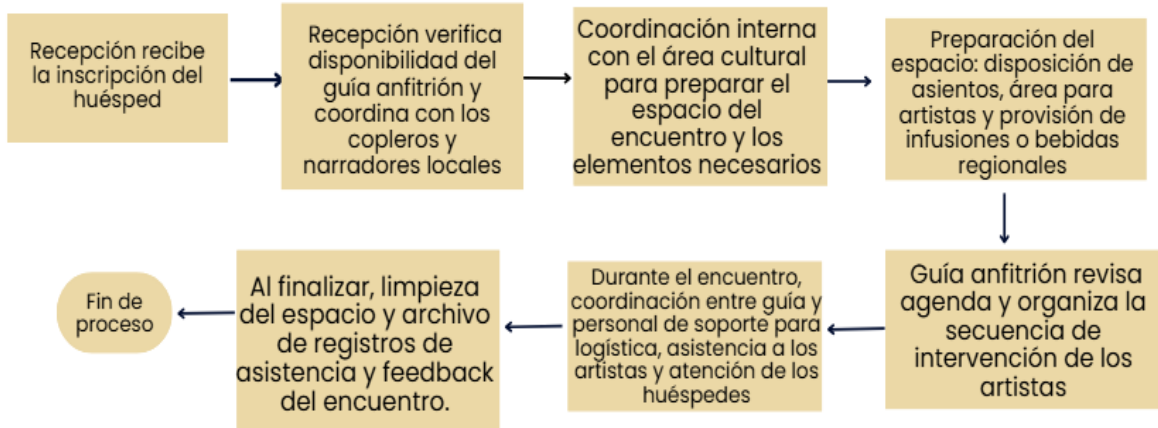 Recepción recibe
la inscripción del
huésped
Recepción verifica
disponibilidad del
guía anfitrión y
coordina con los
copleros y
narradores locales
Coordinación interna
con el área cultural
para preparar el
espacio del
encuentro y los
elementos necesarios
Preparación del
espacio: disposición de
asientos, área para
artistas y provisión de
infusiones o bebidas
regionales
Guía anfitrión revisa
agenda y organiza la
secuencia de
intervención de los
artistas
Durante el encuentro,
coordinación entre guía y
personal de soporte para
logística, asistencia a los
artistas y atención de los
huéspedes
Al finalizar, limpieza
del espacio y archivo
de registros de
asistencia y feedback
del encuentro.
Fin de
proceso